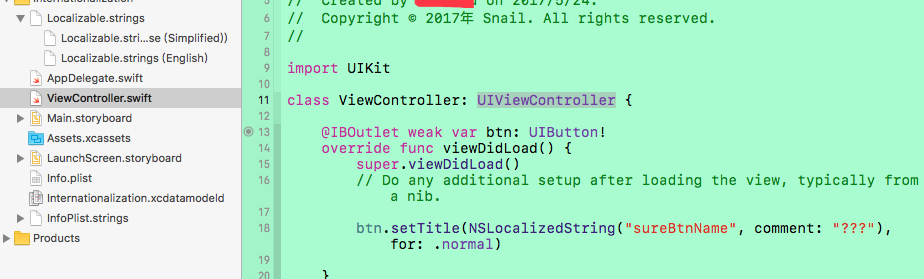 Internationalization
Localizable.strings
Localizable.stri...se (Simplified))
Localizable.strings (English)
AppDelegate.swift
ViewController.swift
Main.storyboard
Assets.xcassets
LaunchScreen.storyboard
Info.plist
Internationalization.xcdatamodeld
InfoPlist.strings
Products
5 // Created by on 2017/5/24.
6 // Copyright © 2017年 Snail. All rights reserved.
7 //
8
9 import UIKit
10
11 class ViewController: UIViewController {
12
13 @IBOutlet weak var btn: UIButton!
14 override func viewDidLoad() {
15 super.viewDidLoad()
16 // Do any additional setup after loading the view, typically from
a nib.
17
18 btn.setTitle(NSLocalizedString("sureBtnName", comment: "???"),
for: .normal)
19
20 }